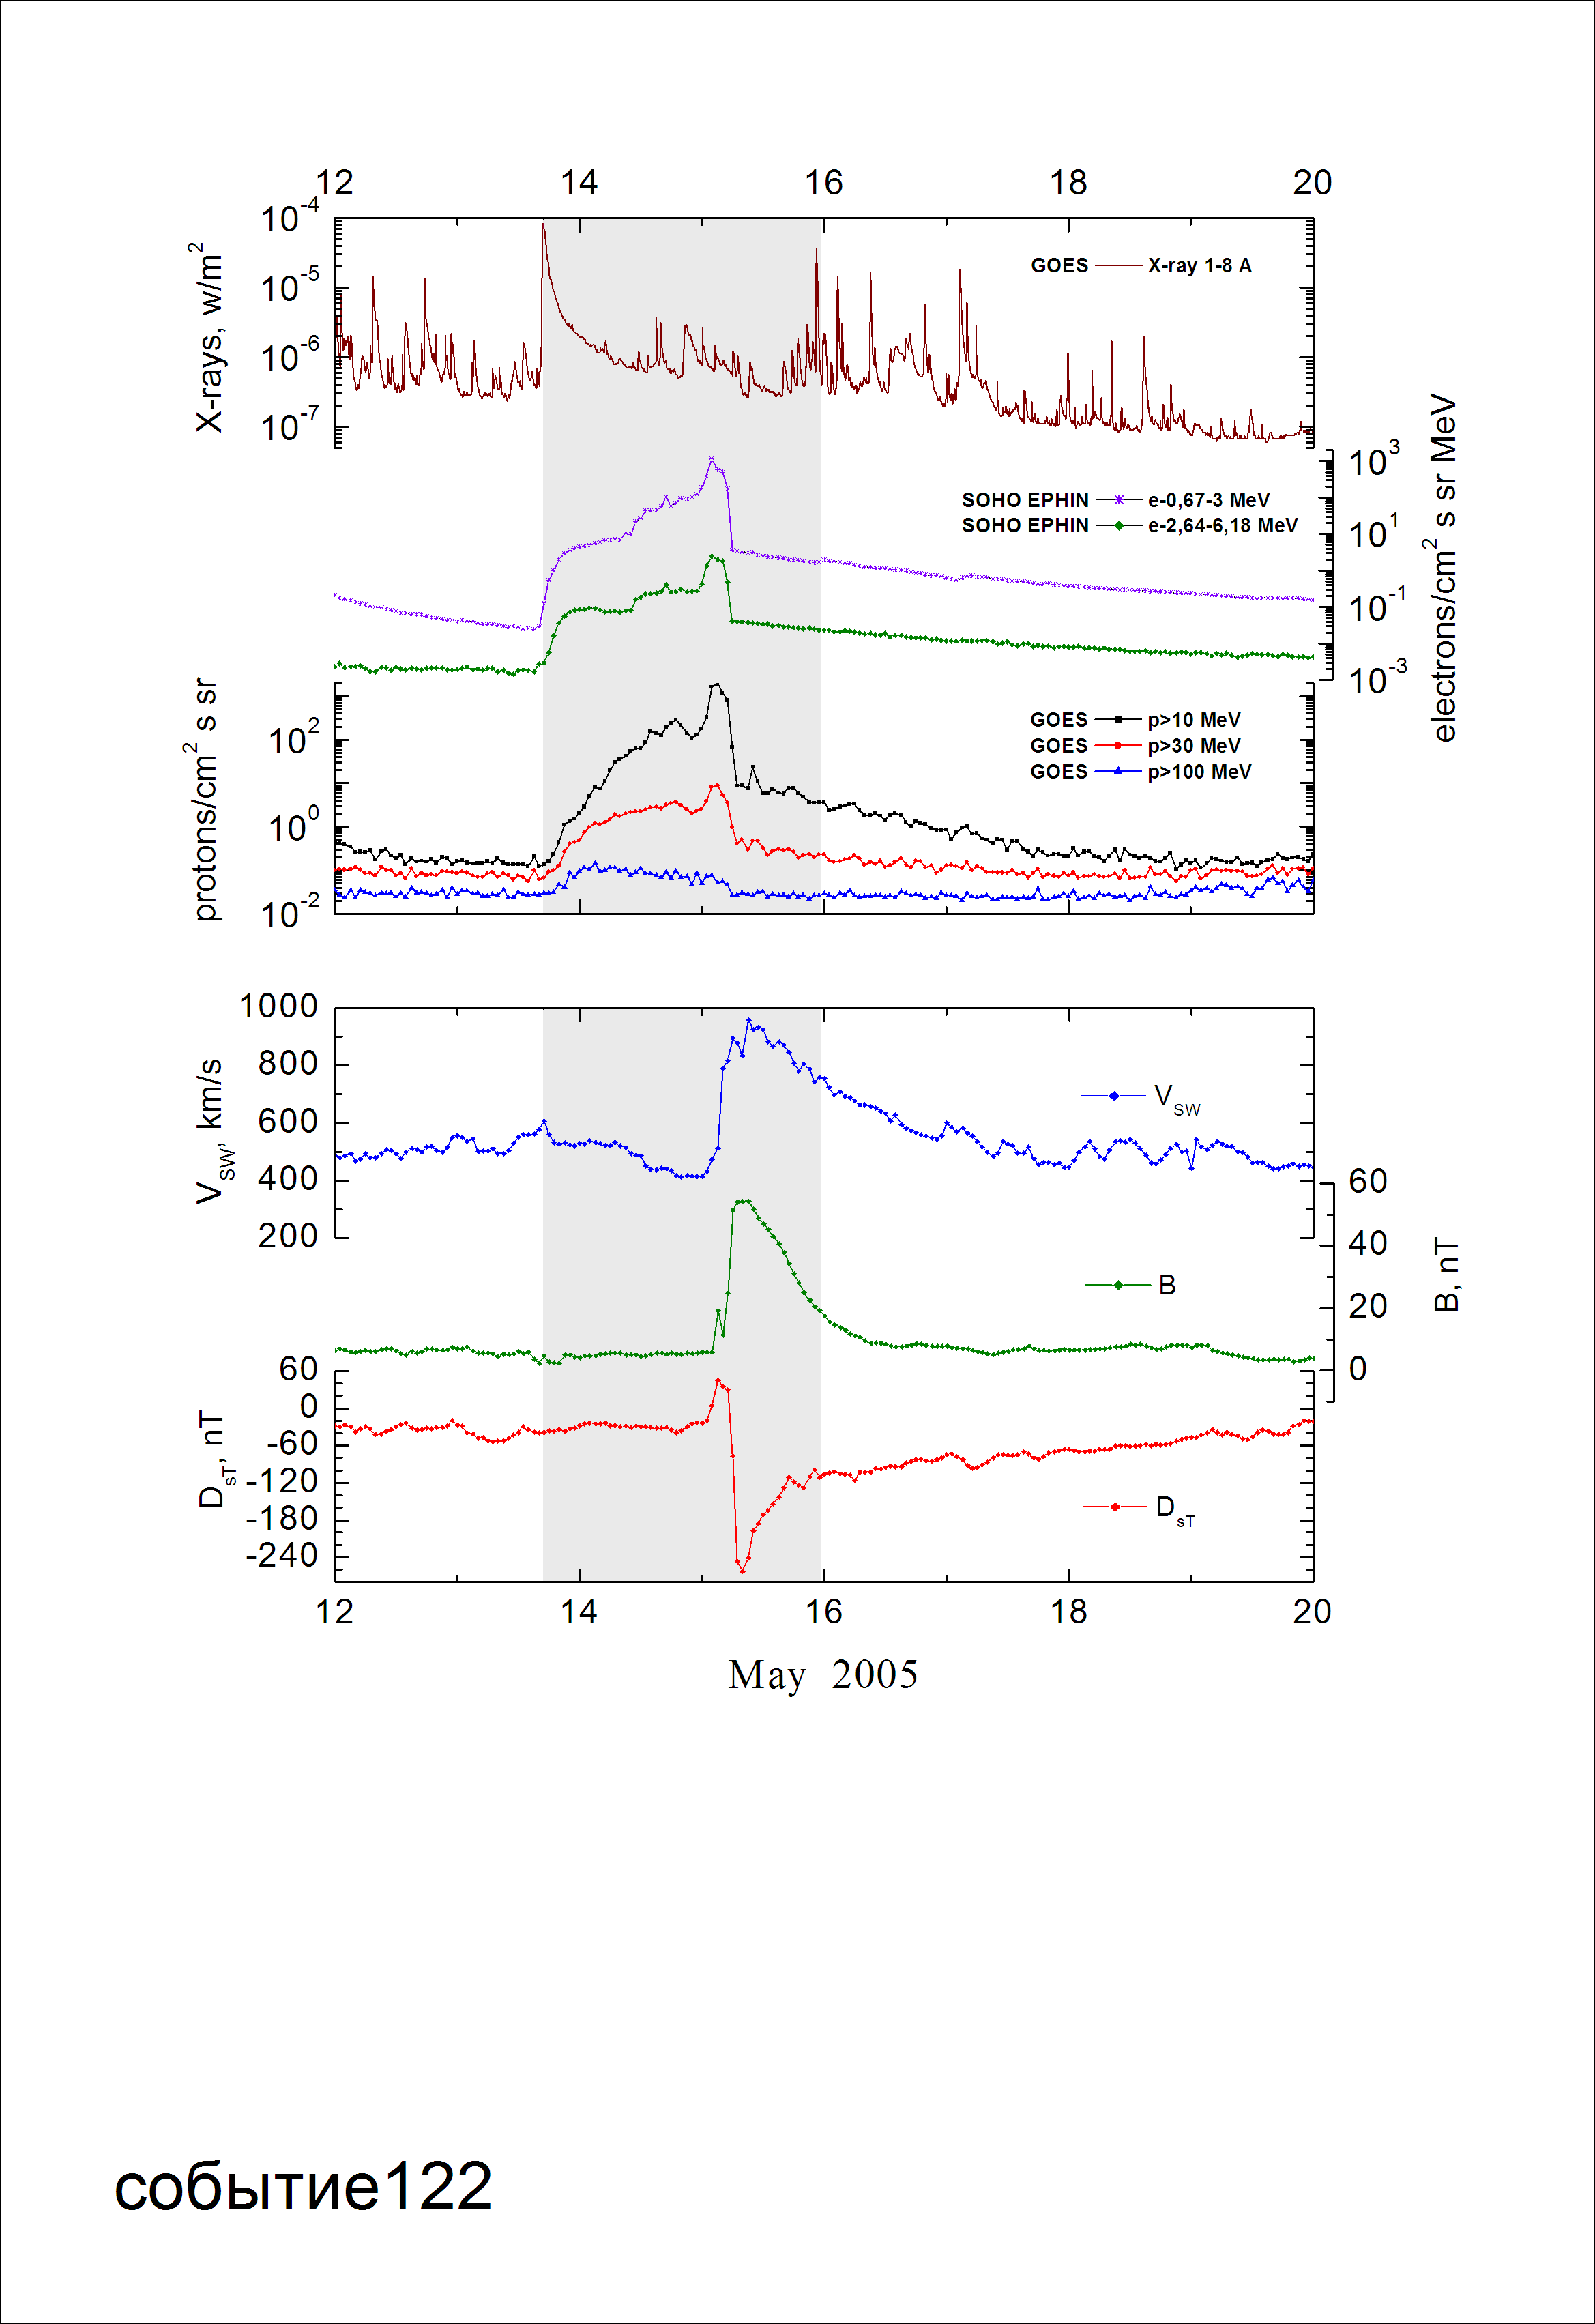 12 14 16 18 20
X-rays, w/m2
10-4
10-5
10-6
10-7
GOES X-ray 1-8 A
electrons/cm2 s sr MeV
103
101
10-1
10-3
SOHO EPHIN e-0,67-3 MeV
SOHO EPHIN e-2,64-6,18 MeV
protons/cm2 s sr
102
100
10-2
GOES p>10 MeV
GOES p>30 MeV
GOES p>100 MeV
VSW, km/s
1000
800
600
400
200
VSW
B, nT
60
40
20
0
B
DsT, nT
60
0
-60
-120
-180
-240
DsT
12 14 16 18 20
May 2005
событие122